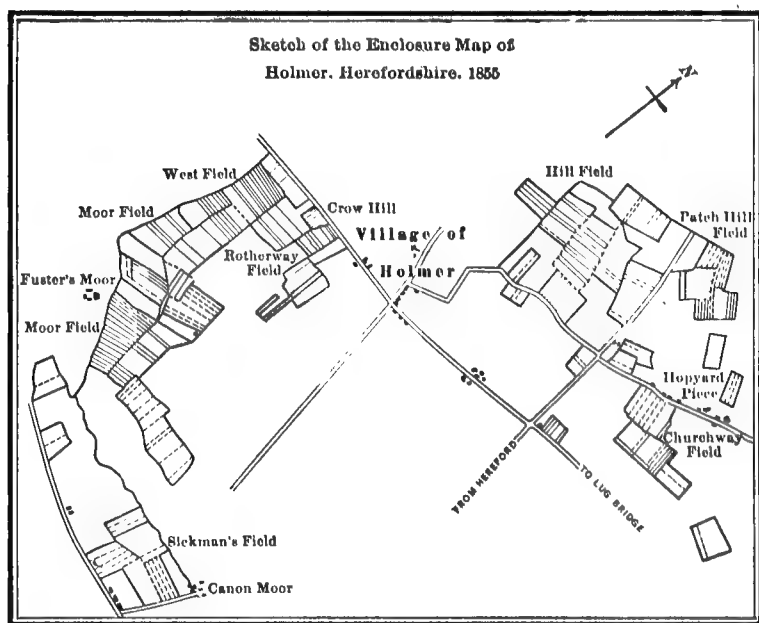 Sketch of the Enclosure Map of
Holmer. Herefordshire. 1855
N
West Field
Hill Field
Moor Field
Crow Hill
Patch Hill
Field
Village of
Holmer
Rotherway
Field
Fuster's Moor
Moor Field
Hopyard
Piece
Churchway
Field
FROM HEREFORD
TO LUG BRIDGE
Sickman's Field
Canon Moor